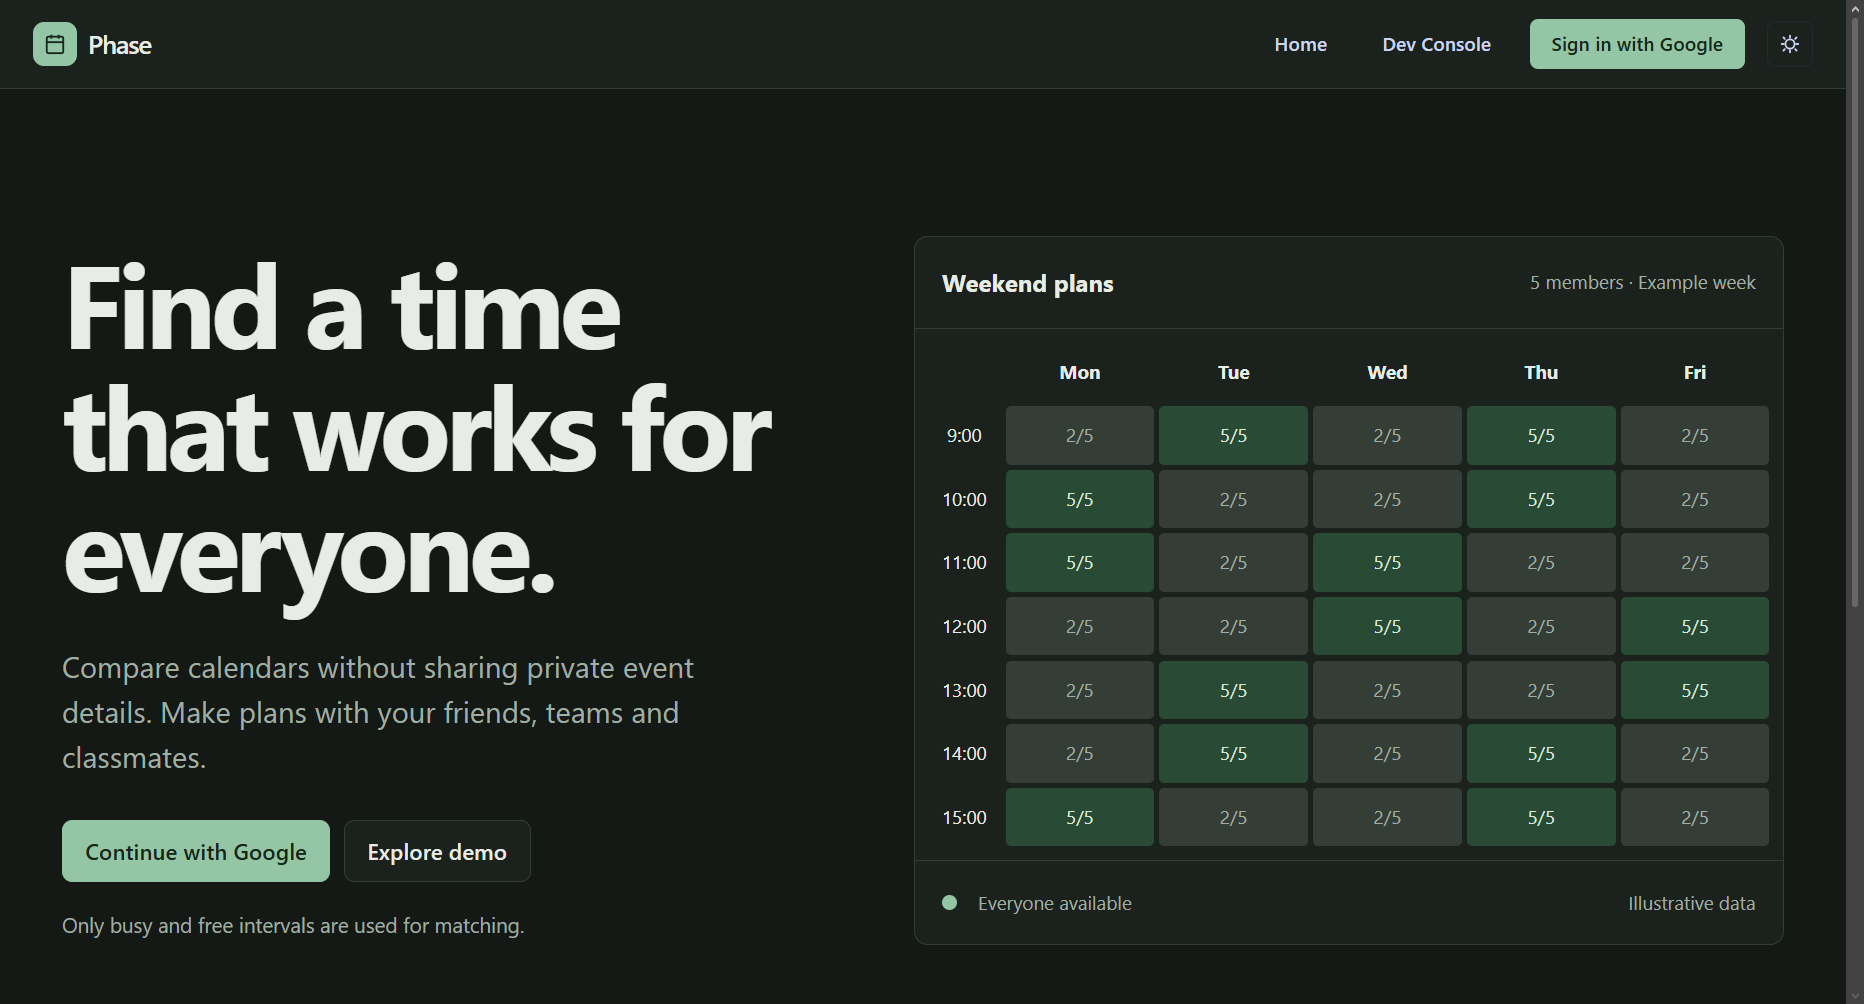 Phase
Home
Dev Console
Sign in with Google
Find a time
that works for
everyone.
Compare calendars without sharing private event
details. Make plans with your friends, teams and
classmates.
Continue with Google
Explore demo
Only busy and free intervals are used for matching.
Weekend plans
5 members · Example week
Mon Tue Wed Thu Fri
9:00 2/5 5/5 2/5 5/5 2/5
10:00 5/5 2/5 2/5 5/5 2/5
11:00 5/5 2/5 5/5 2/5 2/5
12:00 2/5 2/5 5/5 2/5 5/5
13:00 2/5 5/5 2/5 2/5 5/5
14:00 2/5 5/5 2/5 5/5 2/5
15:00 5/5 2/5 2/5 5/5 2/5
Everyone available
Illustrative data